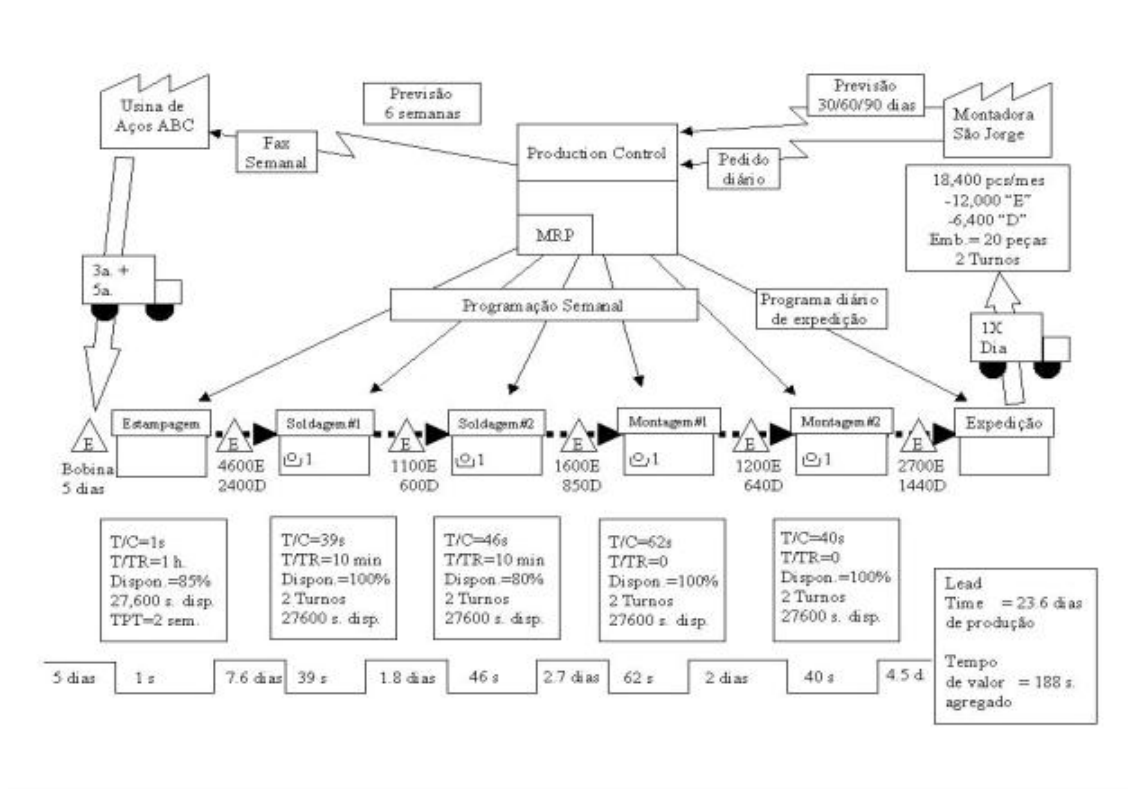 Usina de
Aços ABC
Previsão
6 semanas
Fax
Semanal
Production Control
MRP
Previsão
30/60/90 dias
Pedido
diário
Montadora
São Jorge
18,400 pcs/mes
-12,000 “E”
-6,400 “D”
Emb.= 20 peças
2 Turnos
3a. +
5a.
Programação Semanal
Programa diário
de expedição
1X
Dia
E
Bobina
5 dias
Estampagem
E
4600E
2400D
Soldagem#1
1
E
1100E
600D
Soldagem#2
1
E
1600E
850D
Montagem#1
1
E
1200E
640D
Montagem#2
1
E
2700E
1440D
Expedição
T/C=1s
T/TR=1 h.
Dispon.=85%
27,600 s. disp.
TPT=2 sem.
T/C=39s
T/TR=10 min
Dispon.=100%
2 Turnos
27600 s. disp.
T/C=46s
T/TR=10 min
Dispon.=80%
2 Turnos
27600 s. disp.
T/C=62s
T/TR=0
Dispon.=100%
2 Turnos
27600 s. disp.
T/C=40s
T/TR=0
Dispon.=100%
2 Turnos
27600 s. disp.
5 dias
1 s
7.6 dias
39 s
1.8 dias
46 s
2.7 dias
62 s
2 dias
40 s
4.5 d.
Lead
Time = 23.6 dias
de produção
Tempo
de valor = 188 s.
agregado